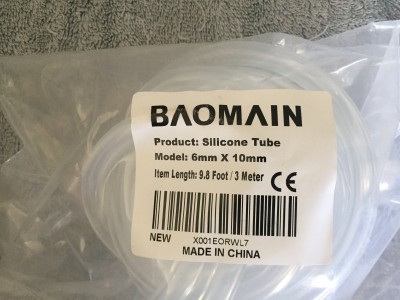 BAOMAIN
Product: Silicone Tube
Model: 6mm X 10mm
Item Length: 9.8 Foot / 3 Meter CE
NEW X001EORWL7
MADE IN CHINA